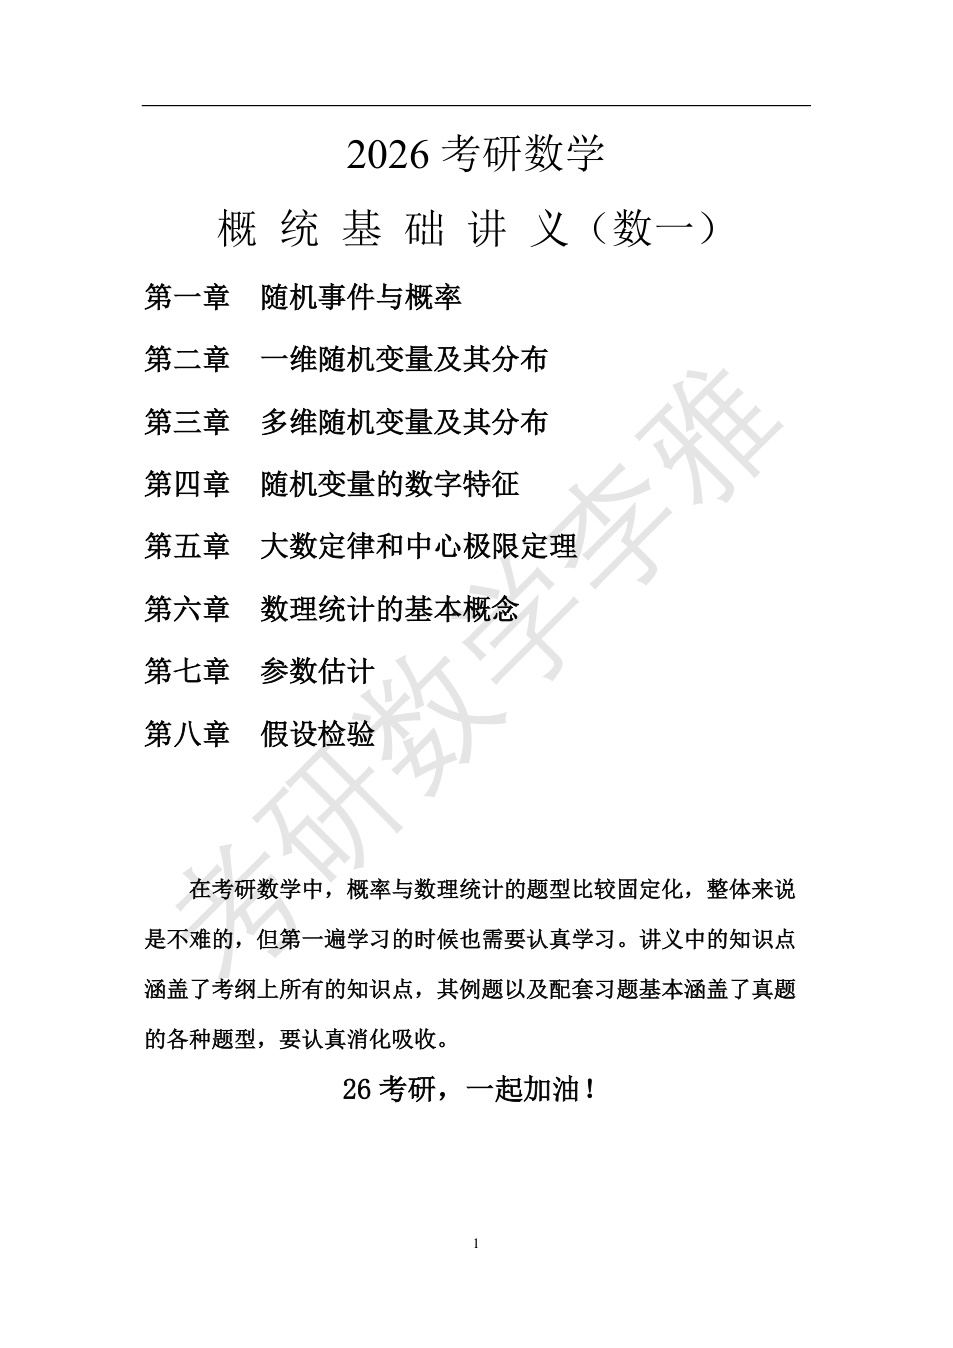 2026 考研数学
概 统 基 础 讲 义（数一）
第一章 随机事件与概率
第二章 一维随机变量及其分布
第三章 多维随机变量及其分布
第四章 随机变量的数字特征
第五章 大数定律和中心极限定理
第六章 数理统计的基本概念
第七章 参数估计
第八章 假设检验
考研数学李雅
在考研数学中，概率与数理统计的题型比较固定化，整体来说
是不难的，但第一遍学习的时候也需要认真学习。讲义中的知识点
涵盖了考纲上所有的知识点，其例题以及配套习题基本涵盖了真题
的各种题型，要认真消化吸收。
26 考研，一起加油！
1